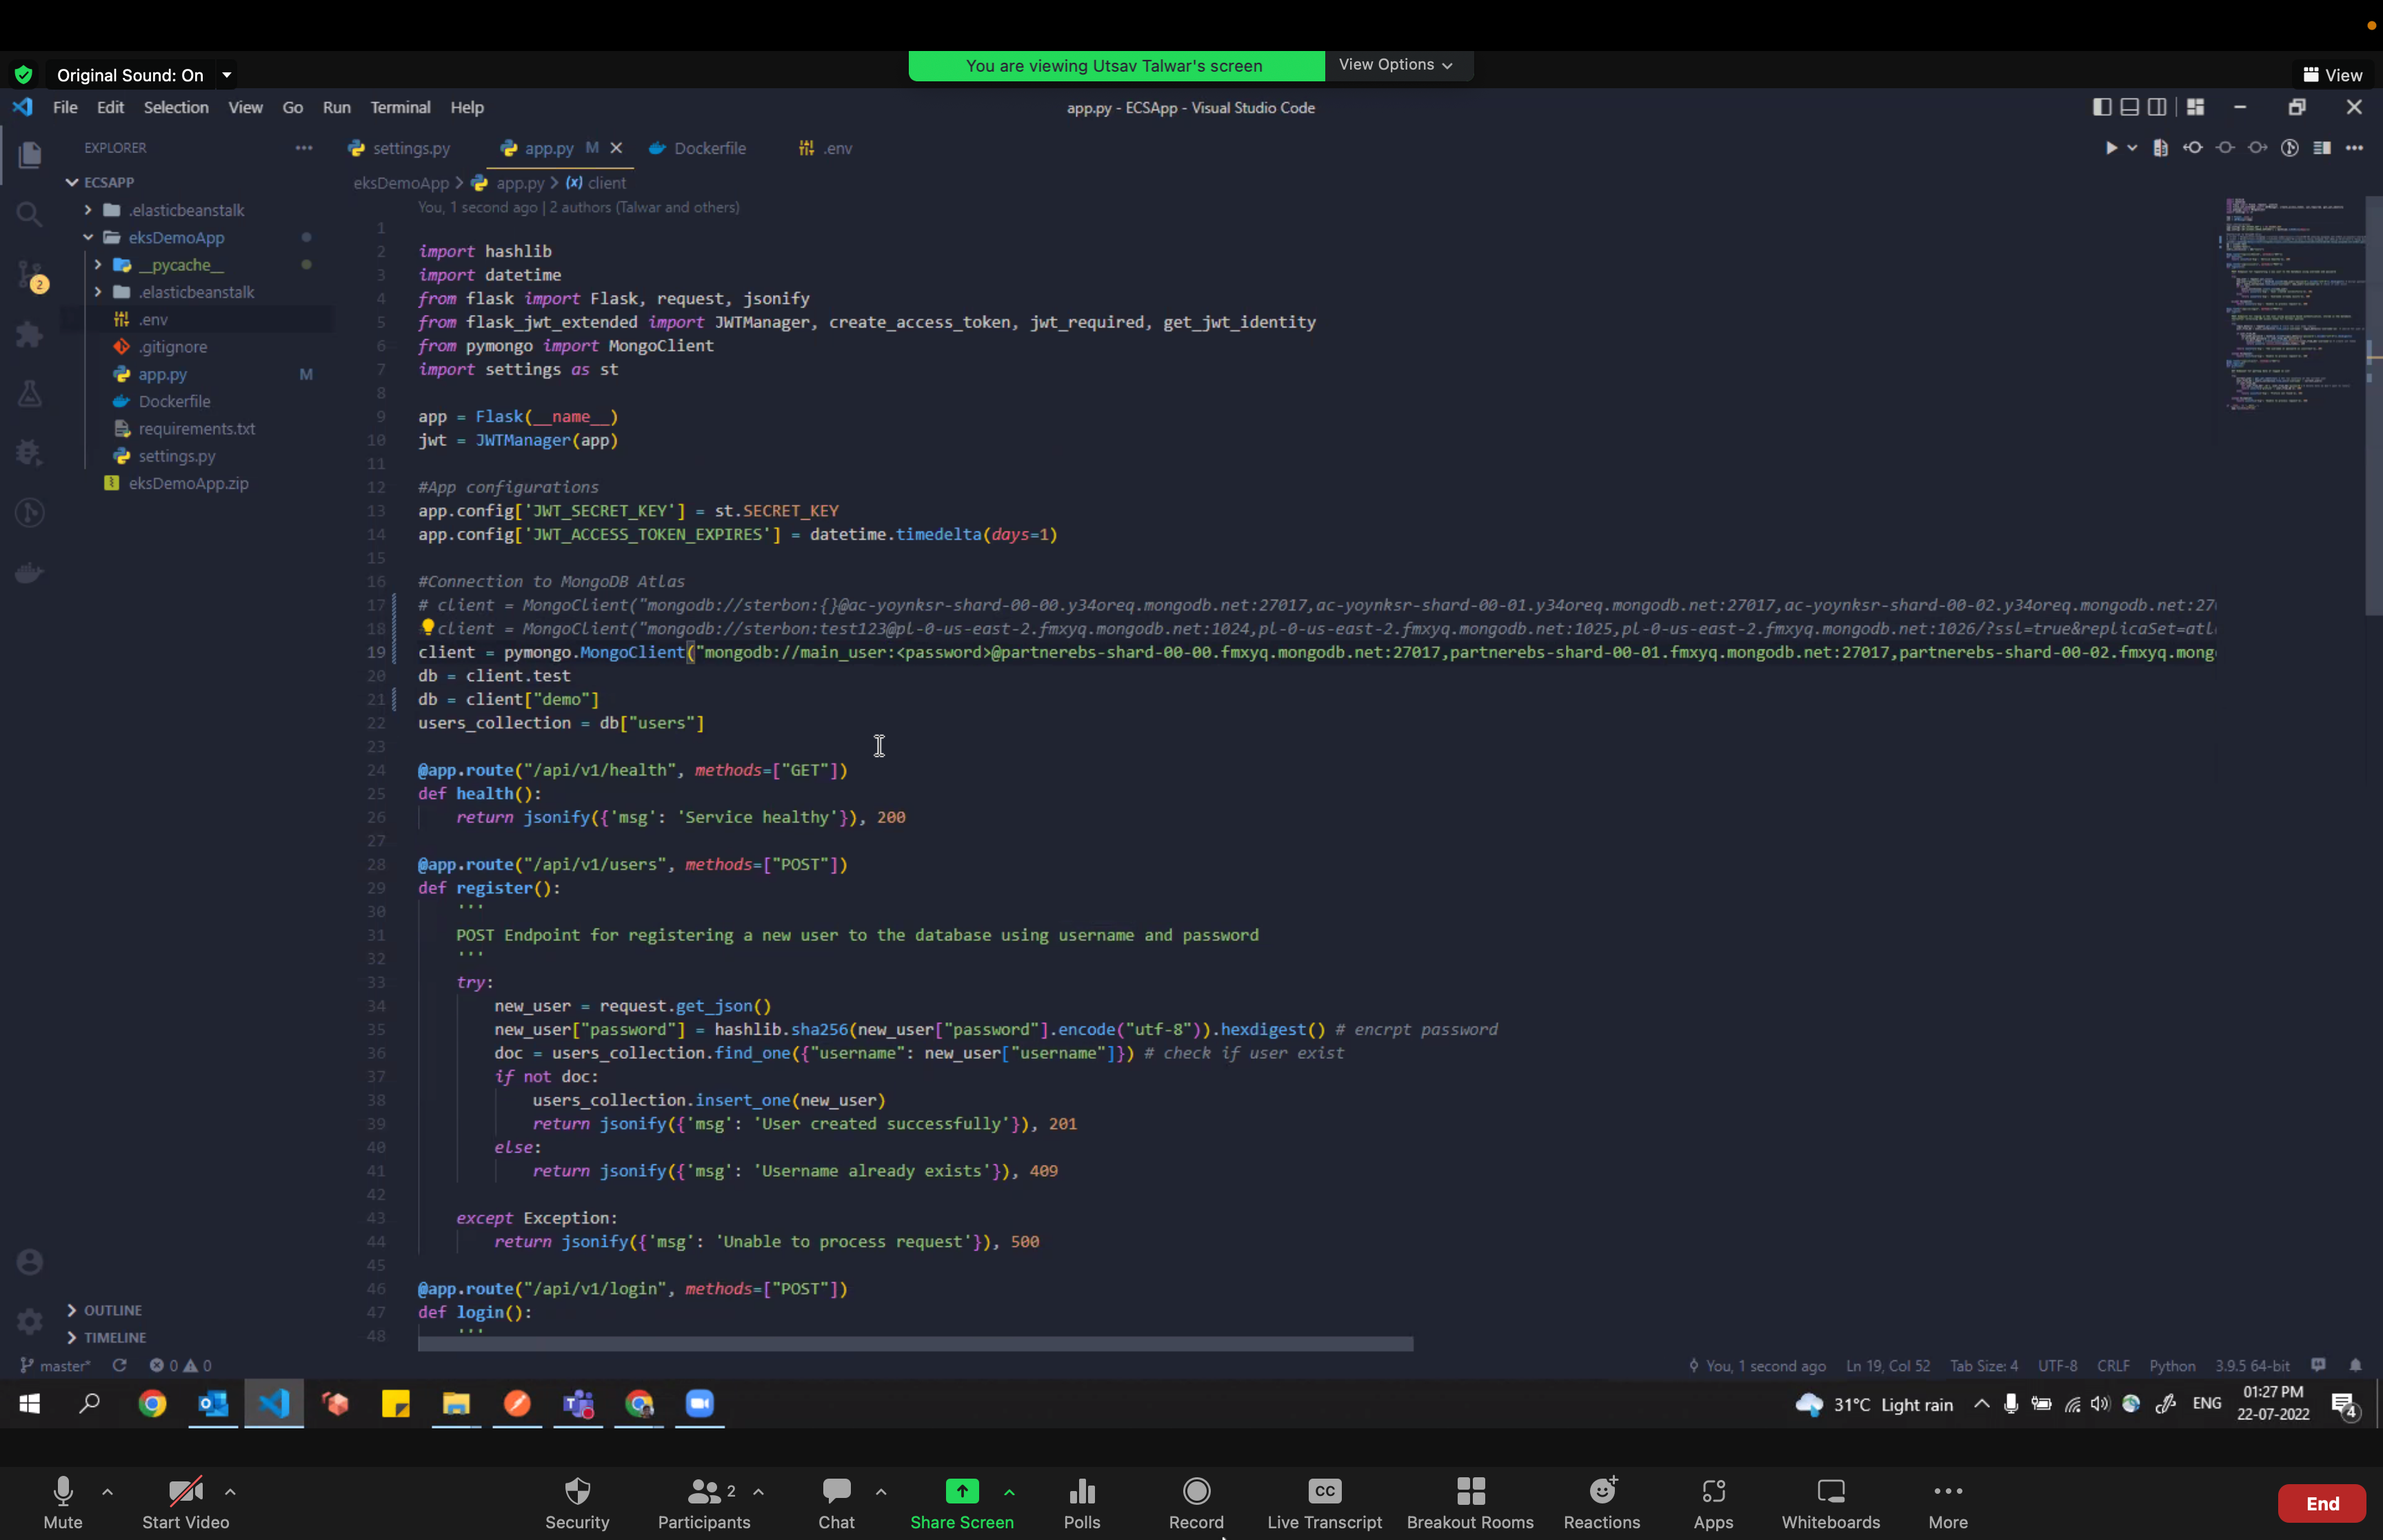 Original Sound: On
You are viewing Utsav Talwar's screen
View Options
View
File Edit Selection View Go Run Terminal Help
app.py - ECSApp - Visual Studio Code
EXPLORER
settings.py
app.py M
Dockerfile
.env
ECSAPP
.elasticbeanstalk
eksDemoApp
__pycache__
.elasticbeanstalk
.env
.gitignore
app.py M
Dockerfile
requirements.txt
settings.py
eksDemoApp.zip
OUTLINE
TIMELINE
2
eksDemoApp > app.py > client
You, 1 second ago | 2 authors (Talwar and others)
1
2 import hashlib
3 import datetime
4 from flask import Flask, request, jsonify
5 from flask_jwt_extended import JWTManager, create_access_token, jwt_required, get_jwt_identity
6 from pymongo import MongoClient
7 import settings as st
8
9 app = Flask(__name__)
10 jwt = JWTManager(app)
11
12 #App configurations
13 app.config['JWT_SECRET_KEY'] = st.SECRET_KEY
14 app.config['JWT_ACCESS_TOKEN_EXPIRES'] = datetime.timedelta(days=1)
15
16 #Connection to MongoDB Atlas
17 # client = MongoClient("mongodb://sterbon:{}@ac-yoynksr-shard-00-00.y34oreq.mongodb.net:27017,ac-yoynksr-shard-00-01.y34oreq.mongodb.net:27017,ac-yoynksr-shard-00-02.y34oreq.mongodb.net:27
18 client = MongoClient("mongodb://sterbon:test123@pl-0-us-east-2.fmxyq.mongodb.net:1024,pl-0-us-east-2.fmxyq.mongodb.net:1025,pl-0-us-east-2.fmxyq.mongodb.net:1026/?ssl=true&replicaSet=atl
19 client = pymongo.MongoClient("mongodb://main_user:<password>@partnerebs-shard-00-00.fmxyq.mongodb.net:27017,partnerebs-shard-00-01.fmxyq.mongodb.net:27017,partnerebs-shard-00-02.fmxyq.mong
20 db = client.test
21 db = client["demo"]
22 users_collection = db["users"]
23
24 @app.route("/api/v1/health", methods=["GET"])
25 def health():
26 return jsonify({'msg': 'Service healthy'}), 200
27
28 @app.route("/api/v1/users", methods=["POST"])
29 def register():
30 '''
31 POST Endpoint for registering a new user to the database using username and password
32 '''
33 try:
34 new_user = request.get_json()
35 new_user["password"] = hashlib.sha256(new_user["password"].encode("utf-8")).hexdigest() # encrpt password
36 doc = users_collection.find_one({"username": new_user["username"]}) # check if user exist
37 if not doc:
38 users_collection.insert_one(new_user)
39 return jsonify({'msg': 'User created successfully'}), 201
40 else:
41 return jsonify({'msg': 'Username already exists'}), 409
42
43 except Exception:
44 return jsonify({'msg': 'Unable to process request'}), 500
45
46 @app.route("/api/v1/login", methods=["POST"])
47 def login():
48 '''
master* 0 0
You, 1 second ago Ln 19, Col 52 Tab Size: 4 UTF-8 CRLF Python 3.9.5 64-bit
31°C Light rain
ENG
01:27 PM
22-07-2022
4
Mute
Start Video
Security
2
Participants
Chat
Share Screen
Polls
Record
CC
Live Transcript
Breakout Rooms
Reactions
Apps
Whiteboards
More
End